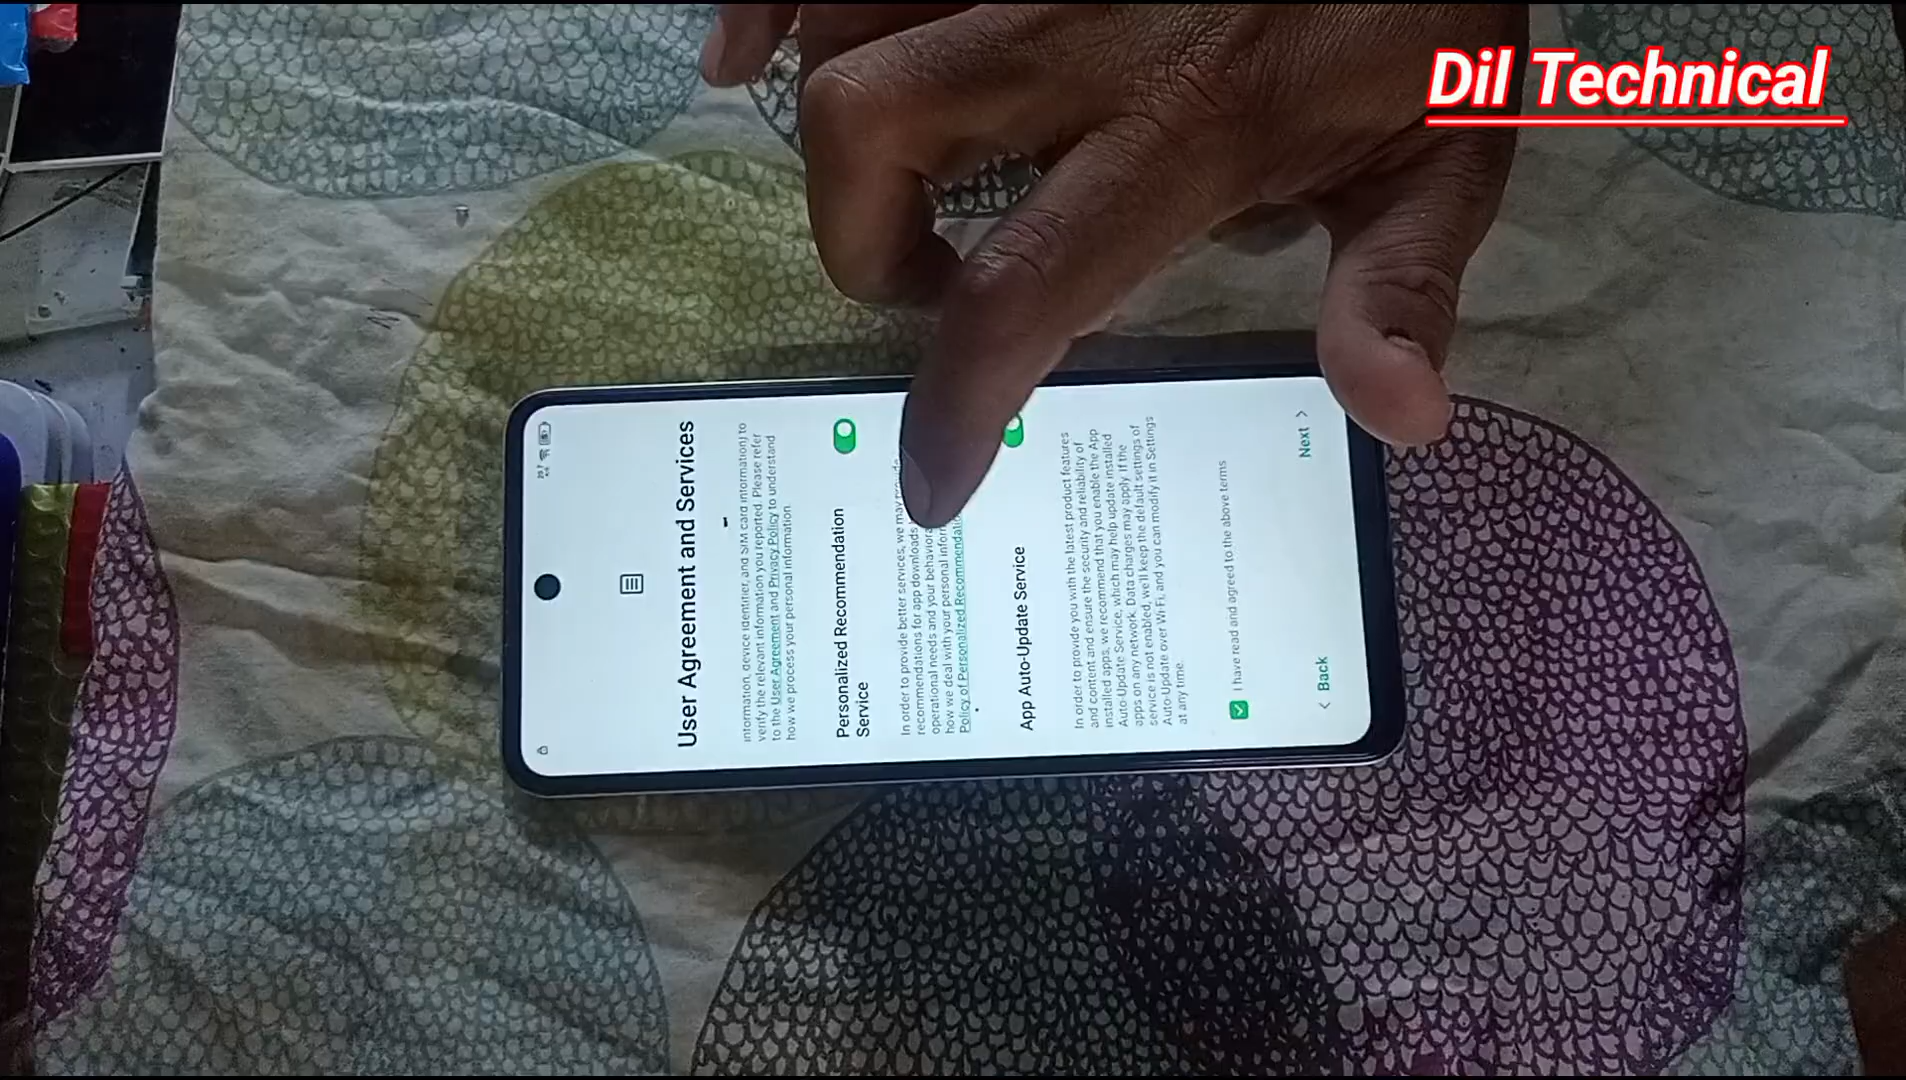 Dil Technical
User Agreement and Services
information, device identifier, and SIM card information) to
verify the relevant information you reported. Please refer
to the User Agreement and Privacy Policy to understand
how we process your personal information.
Personalized Recommendation
Service
In order to provide better services, we may provide
recommendations for app downloads
operational needs and your behaviora
how we deal with your personal inform
Policy of Personalized Recommendatio
App Auto-Update Service
In order to provide you with the latest product features
and content and ensure the security and reliability of
installed apps, we recommend that you enable the App
Auto-Update Service, which may help update installed
apps on any network. Data charges may apply. If the
service is not enabled, we'll keep the default settings of
Auto-Update over Wi-Fi, and you can modify it in Settings
at any time.
I have read and agreed to the above terms
Back
Next